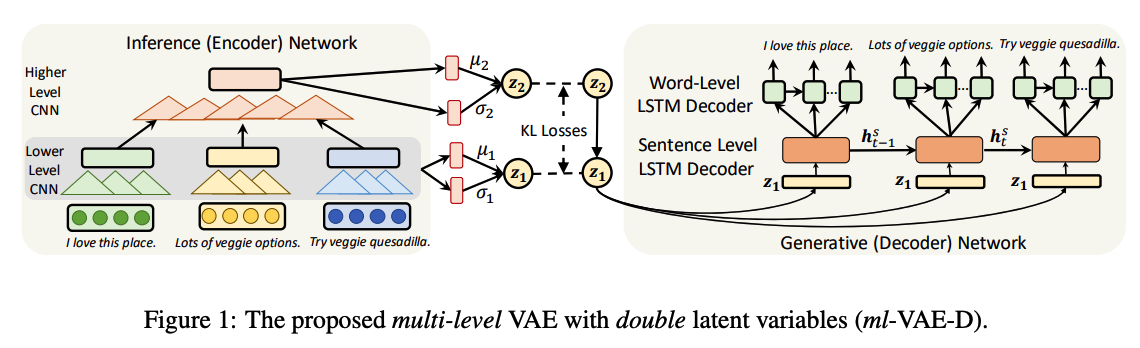 Inference (Encoder) Network
Higher
Level
CNN
Lower
Level
CNN
I love this place.
Lots of veggie options.
Try veggie quesadilla.
μ₂
σ₂
μ₁
σ₁
z₂
z₁
KL Losses
z₂
z₁
I love this place.
Lots of veggie options.
Try veggie quesadilla.
Word-Level
LSTM Decoder
...
...
...
Sentence Level
LSTM Decoder
hˢₜ₋₁
hˢₜ
z₁
z₁
z₁
Generative (Decoder) Network
Figure 1: The proposed multi-level VAE with double latent variables (ml-VAE-D).